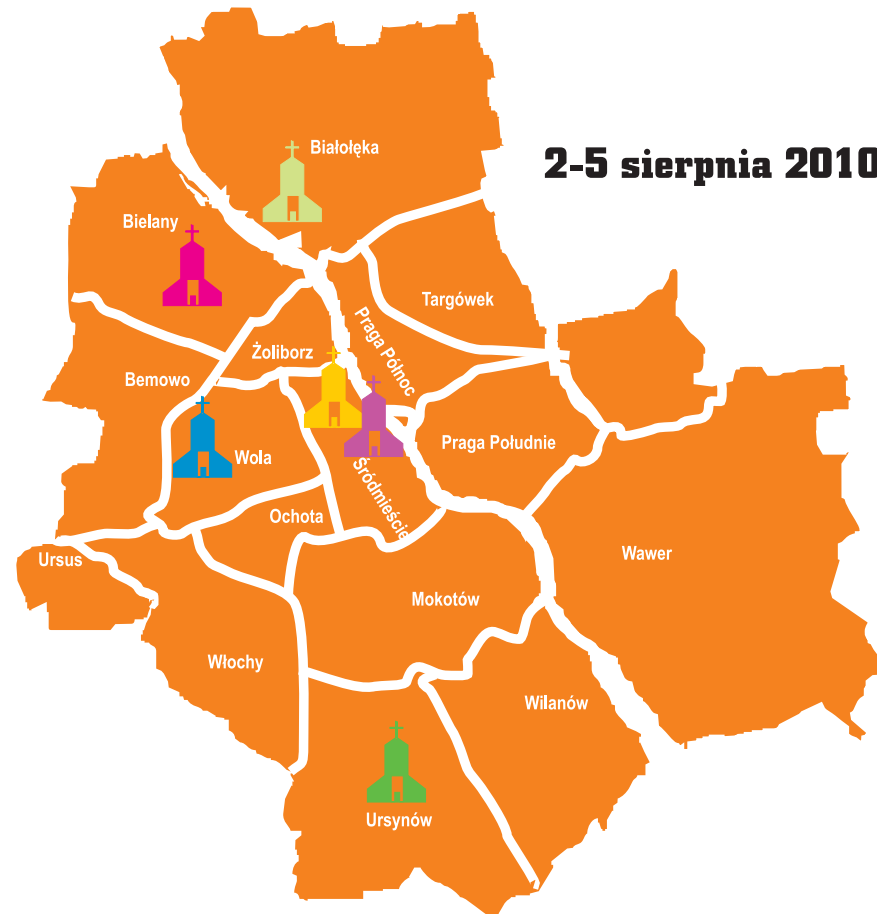 Białołęka
2-5 sierpnia 2010
Bielany
Targówek
Praga Północ
Żoliborz
Bemowo
Praga Południe
Wola
Śródmieście
Ochota
Ursus
Wawer
Mokotów
Włochy
Wilanów
Ursynów